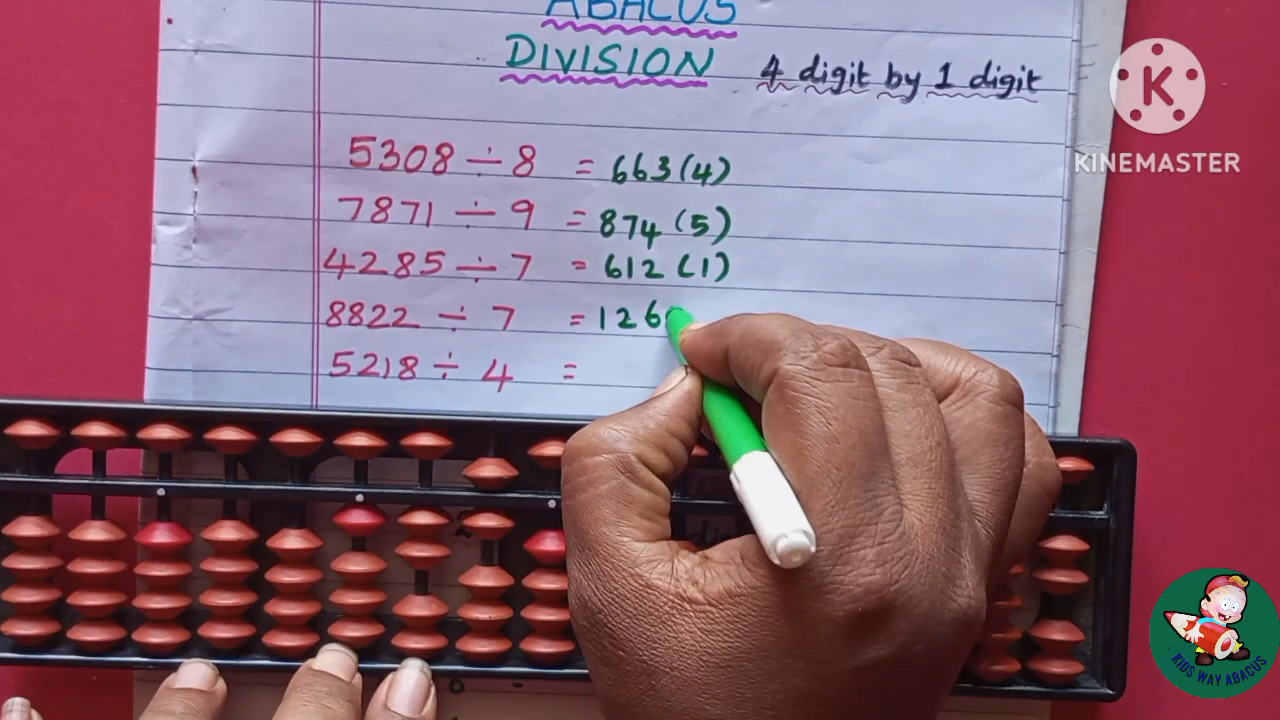 ABACUS
DIVISION 4 digit by 1 digit
KINEMASTER
5308 ÷ 8 = 663 (4)
7871 ÷ 9 = 874 (5)
4285 ÷ 7 = 612 (1)
8822 ÷ 7 = 126
5218 ÷ 4 =
KIDS WAY ABACUS